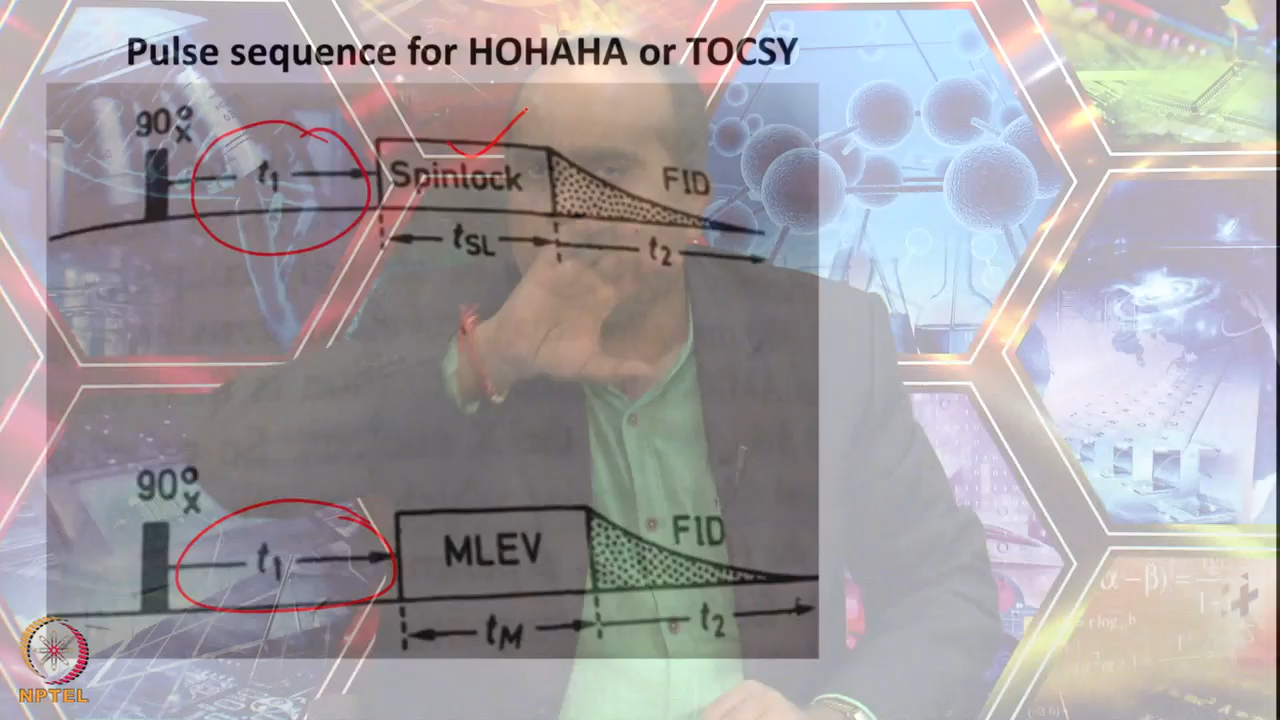 Pulse sequence for HOHAHA or TOCSY
90°x
t1
Spinlock
FID
tSL
t2
90°x
t1
MLEV
FID
tM
t2
α-β)=
1+
NPTEL